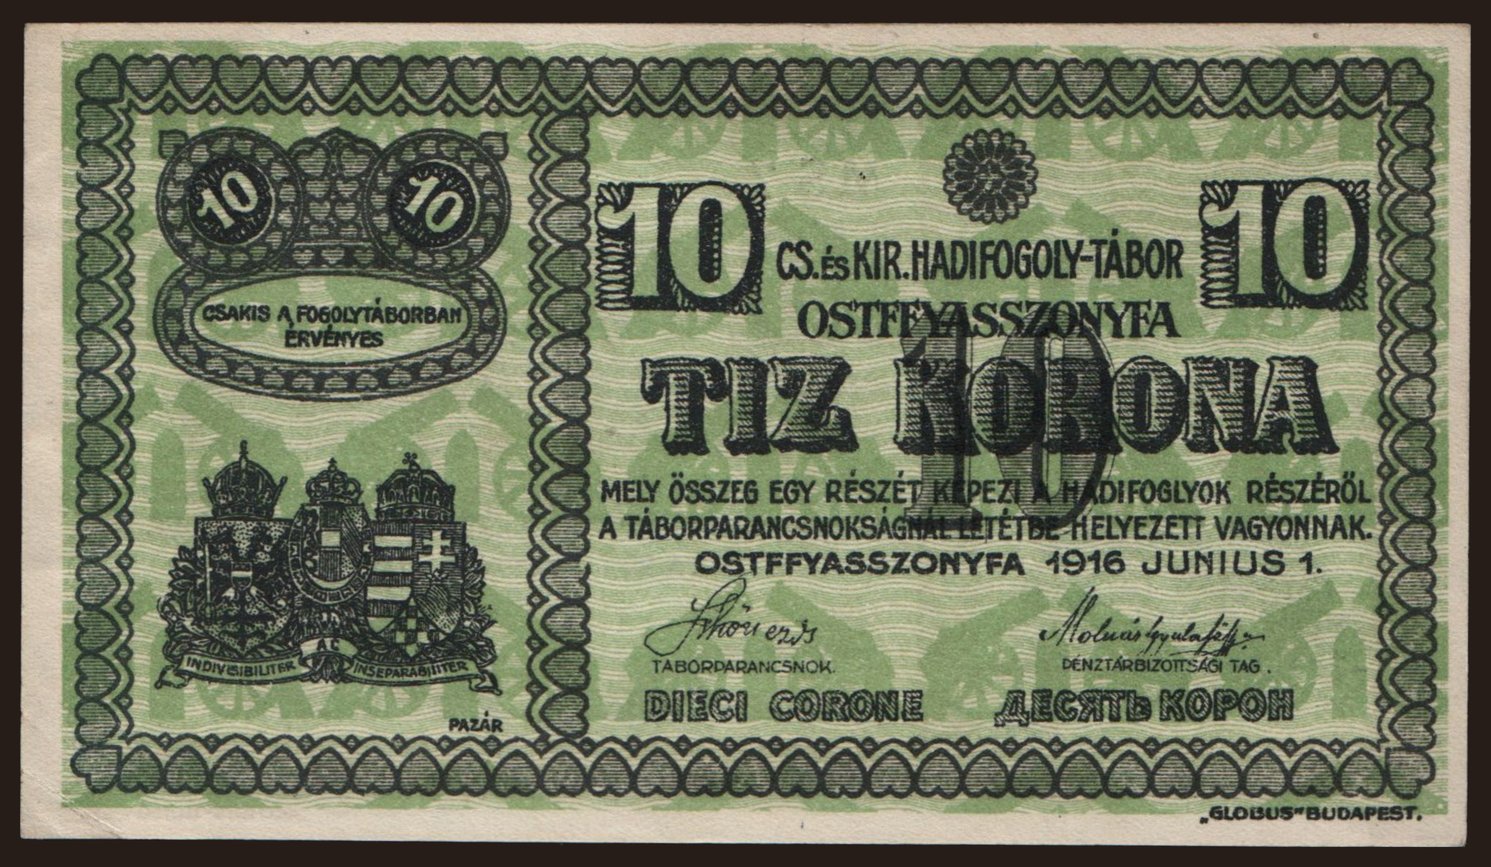 10 10
CSAKIS A FOGOLYTÁBORBAN
ÉRVÉNYES
INDIVISIBILITER AC INSEPARABILITER
PAZÁR
10 10
CS. ÉS KIR. HADIFOGOLY-TÁBOR
OSTFFYASSZONYFA
TIZ KORONA
10
MELY ÖSSZEG EGY RÉSZÉT KÉPEZI A HADIFOGLYOK RÉSZÉRŐL
A TÁBORPARANCSNOKSÁGNÁL LETÉTBE HELYEZETT VAGYONNAK.
OSTFFYASSZONYFA 1916 JUNIUS 1.
TÁBORPARANCSNOK. PÉNZTÁRBIZOTTSÁGI TAG.
DIECI CORONE ДЕСЯТЬ КОРОН
„GLOBUS" BUDAPEST.